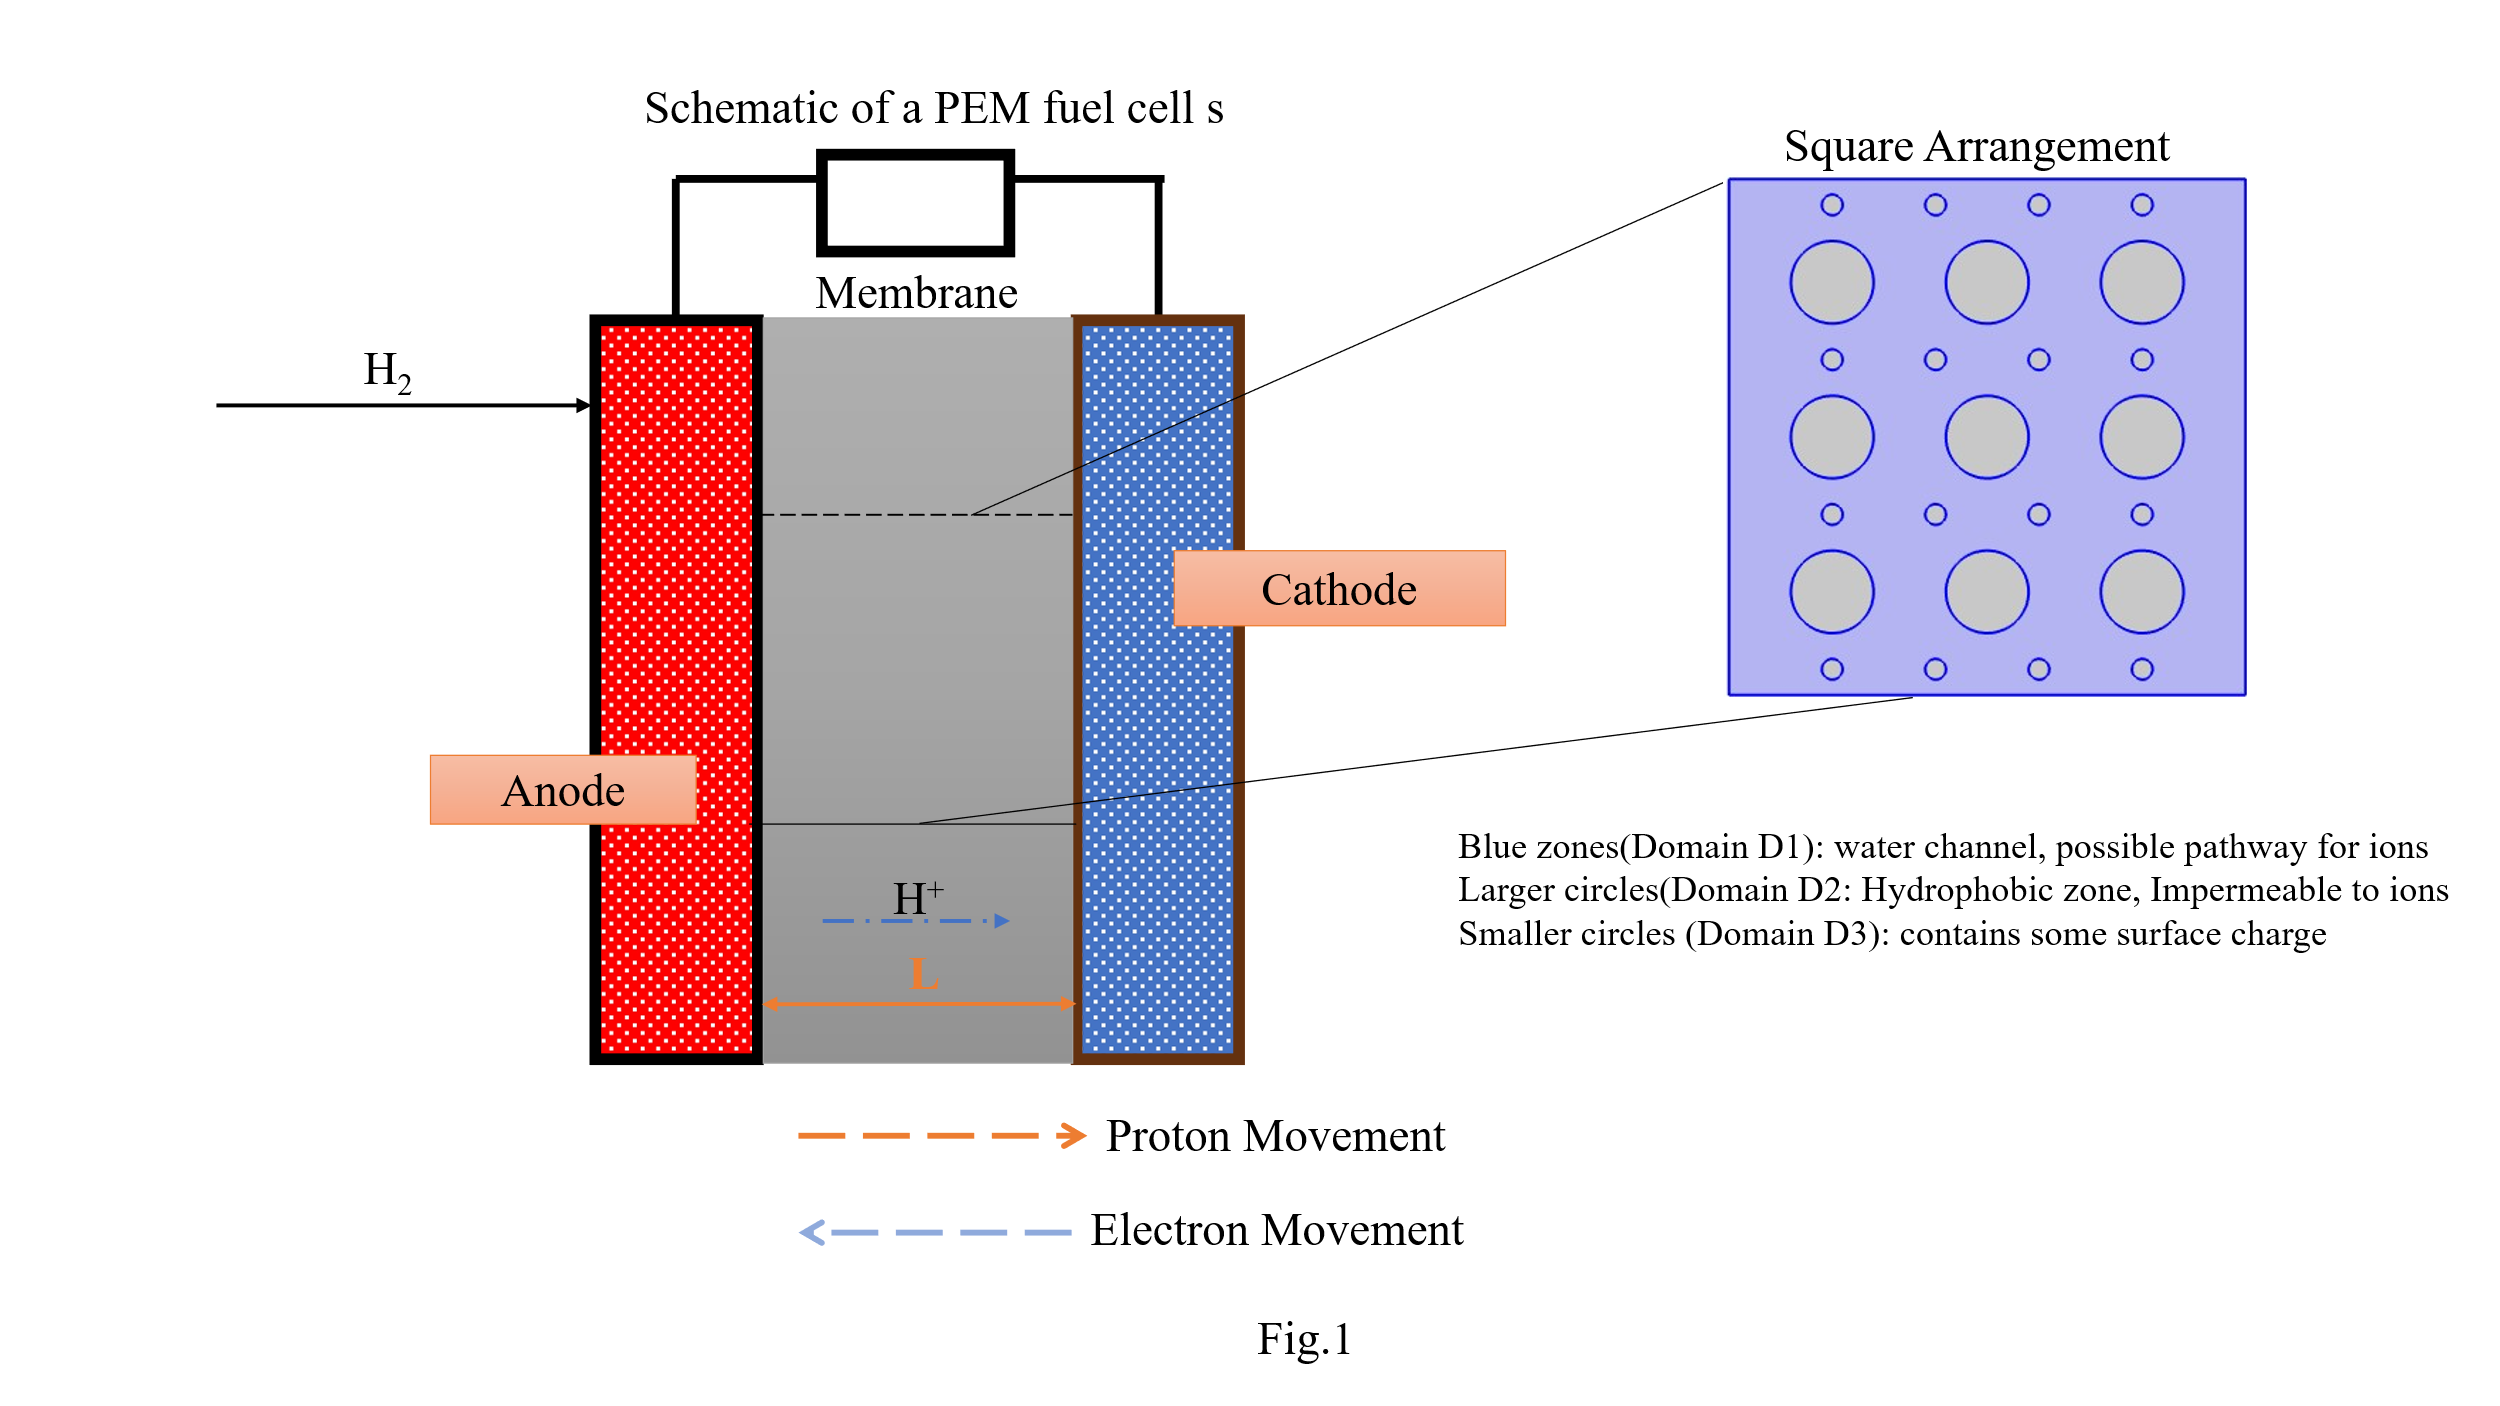 Schematic of a PEM fuel cell s
Square Arrangement
Membrane
H₂
Cathode
Anode
Blue zones(Domain D1): water channel, possible pathway for ions
Larger circles(Domain D2: Hydrophobic zone, Impermeable to ions
Smaller circles (Domain D3): contains some surface charge
H⁺
L
Proton Movement
Electron Movement
Fig.1